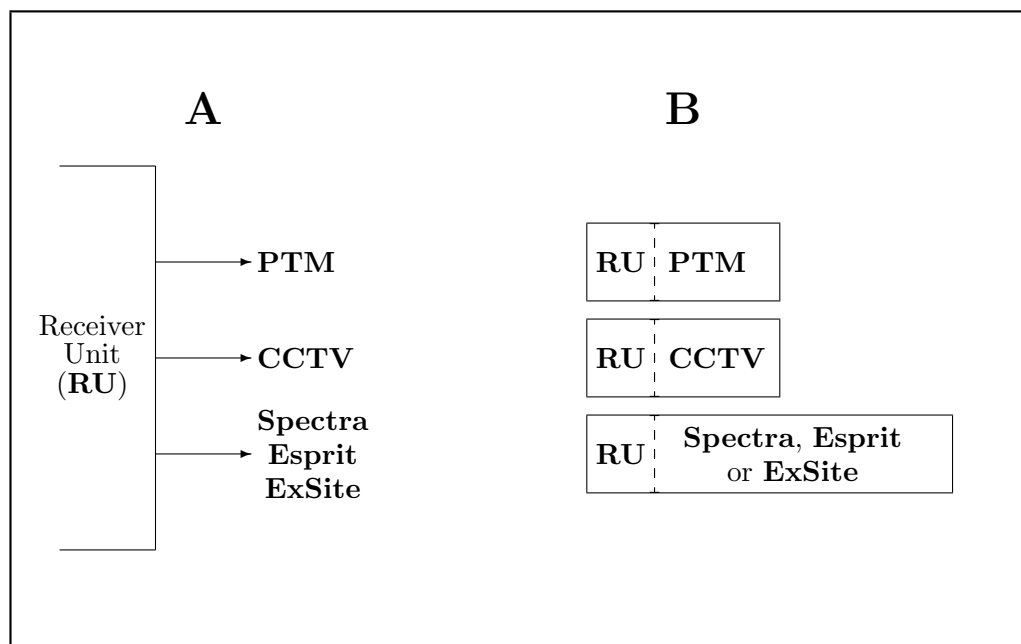 A
PTM
Receiver
Unit
(RU)
CCTV
Spectra
Esprit
ExSite
B
RU PTM
RU CCTV
RU Spectra, Esprit
or ExSite